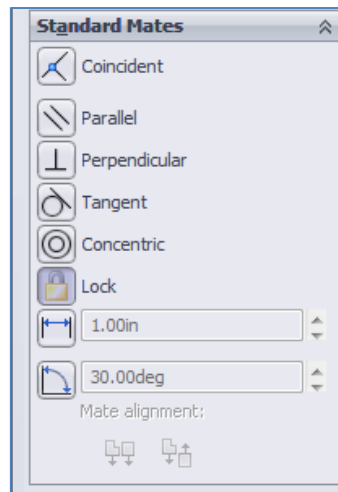 Standard Mates
Coincident
Parallel
Perpendicular
Tangent
Concentric
Lock
1.00in
30.00deg
Mate alignment: